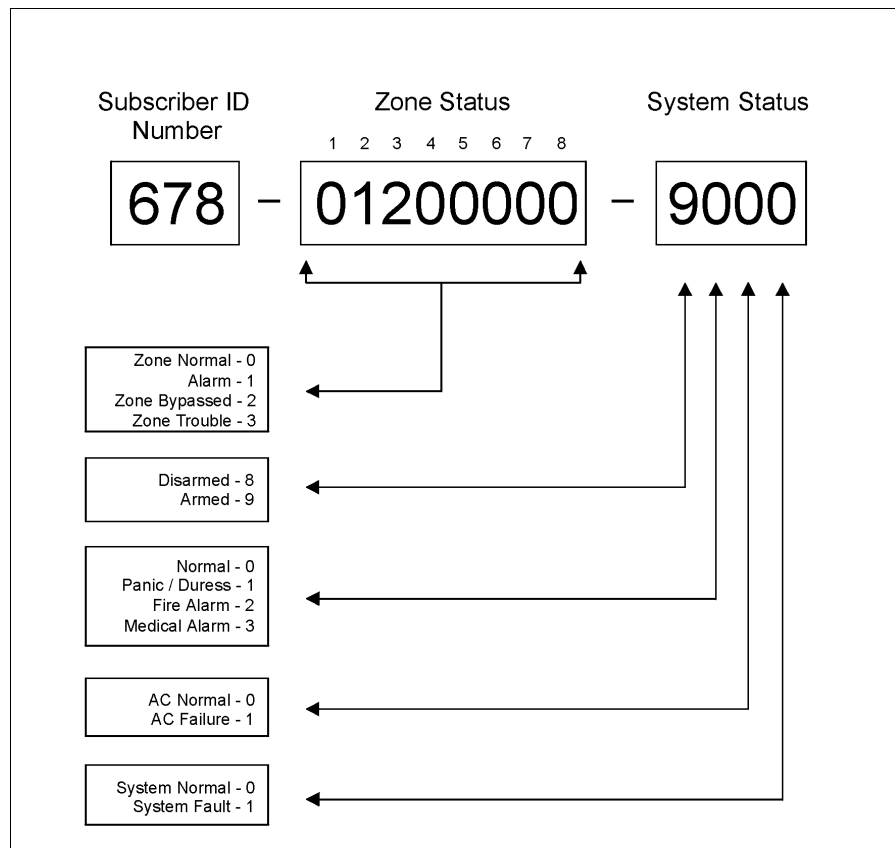 Subscriber ID
Number
Zone Status
System Status
1 2 3 4 5 6 7 8
678 – 01200000 – 9000
Zone Normal - 0
Alarm - 1
Zone Bypassed - 2
Zone Trouble - 3
Disarmed - 8
Armed - 9
Normal - 0
Panic / Duress - 1
Fire Alarm - 2
Medical Alarm - 3
AC Normal - 0
AC Failure - 1
System Normal - 0
System Fault - 1